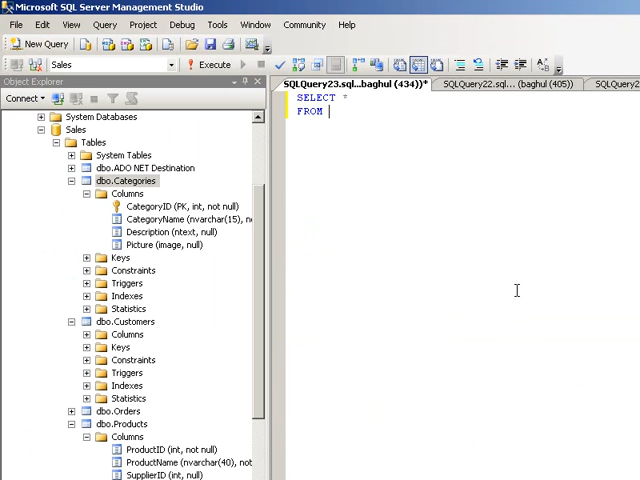 Microsoft SQL Server Management Studio
File Edit View Query Project Debug Tools Window Community Help
New Query
Sales Execute
Object Explorer
SQLQuery23.sql...baghul (434))* SQLQuery22.sql... (baghul (405)) SQLQuery2
Connect
SELECT *
FROM
System Databases
Sales
Tables
System Tables
dbo.ADO NET Destination
dbo.Categories
Columns
CategoryID (PK, int, not null)
CategoryName (nvarchar(15), n
Description (ntext, null)
Picture (image, null)
Keys
Constraints
Triggers
Indexes
Statistics
dbo.Customers
Columns
Keys
Constraints
Triggers
Indexes
Statistics
dbo.Orders
dbo.Products
Columns
ProductID (int, not null)
ProductName (nvarchar(40), no
SupplierID (int, null)